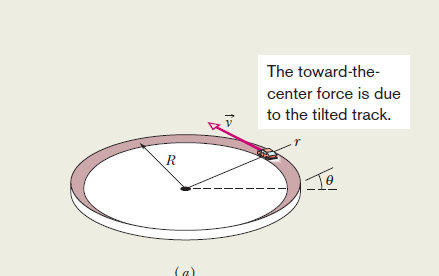 The toward-the-
center force is due
to the tilted track.
v
r
R
θ
(a)